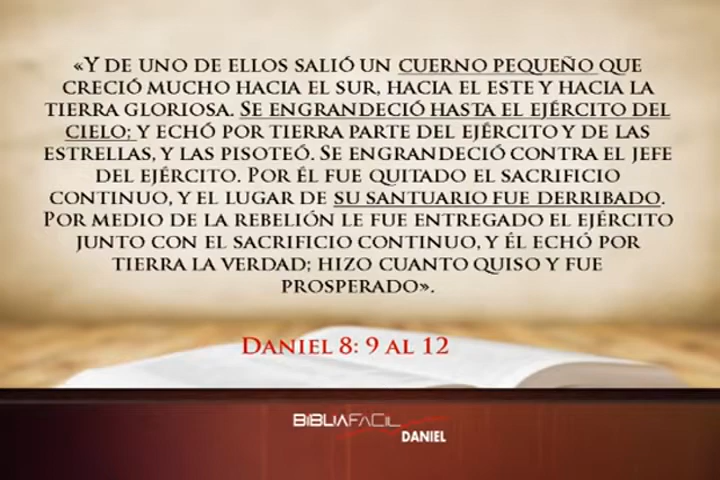 «Y DE UNO DE ELLOS SALIÓ UN CUERNO PEQUEÑO QUE
CRECIÓ MUCHO HACIA EL SUR, HACIA EL ESTE Y HACIA LA
TIERRA GLORIOSA. SE ENGRANDECIÓ HASTA EL EJÉRCITO DEL
CIELO; Y ECHÓ POR TIERRA PARTE DEL EJÉRCITO Y DE LAS
ESTRELLAS, Y LAS PISOTEÓ. SE ENGRANDECIÓ CONTRA EL JEFE
DEL EJÉRCITO. POR ÉL FUE QUITADO EL SACRIFICIO
CONTINUO, Y EL LUGAR DE SU SANTUARIO FUE DERRIBADO.
POR MEDIO DE LA REBELIÓN LE FUE ENTREGADO EL EJÉRCITO
JUNTO CON EL SACRIFICIO CONTINUO, Y ÉL ECHÓ POR
TIERRA LA VERDAD; HIZO CUANTO QUISO Y FUE
PROSPERADO».
DANIEL 8: 9 AL 12
BIBLIAFACIL
DANIEL